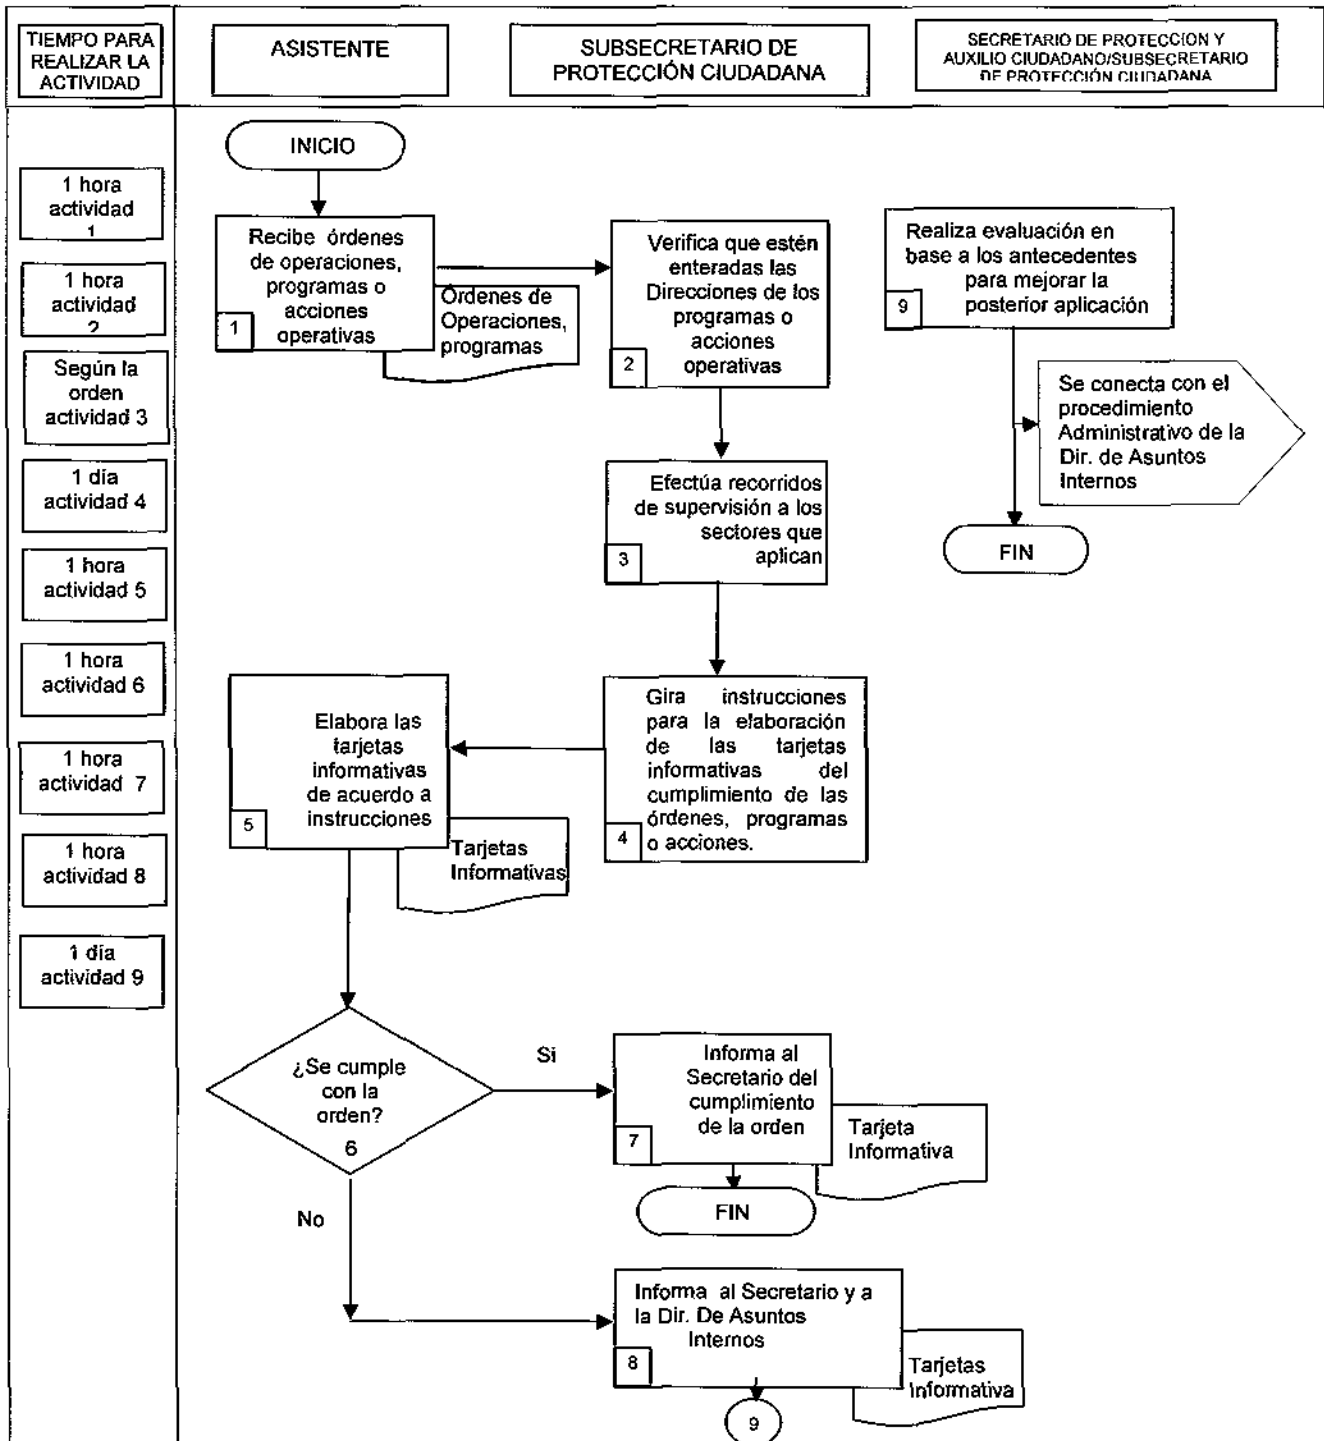 TIEMPO PARA
REALIZAR LA
ACTIVIDAD
ASISTENTE
SUBSECRETARIO DE
PROTECCIÓN CIUDADANA
SECRETARIO DE PROTECCION Y
AUXILIO CIUDADANO/SUBSECRETARIO
DE PROTECCIÓN CIUDADANA
1 hora
actividad
1
1 hora
actividad
2
Según la
orden
actividad 3
1 día
actividad 4
1 hora
actividad 5
1 hora
actividad 6
1 hora
actividad 7
1 hora
actividad 8
1 día
actividad 9
INICIO
Recibe órdenes
de operaciones,
programas o
acciones
operativas
1
Órdenes de
Operaciones,
programas
Verifica que estén
enteradas las
Direcciones de los
programas o
acciones
operativas
2
Efectúa recorridos
de supervisión a los
sectores que
aplican
3
Gira instrucciones
para la elaboración
de las tarjetas
informativas del
cumplimiento de las
órdenes, programas
o acciones.
4
Elabora las
tarjetas
informativas
de acuerdo a
instrucciones
5
Tarjetas
Informativas
¿Se cumple
con la
orden?
6
Si
No
Informa al
Secretario del
cumplimiento
de la orden
7
Tarjeta
Informativa
FIN
Informa al Secretario y a
la Dir. De Asuntos
Internos
8
Tarjetas
Informativa
9
Realiza evaluación en
base a los antecedentes
para mejorar la
posterior aplicación
9
Se conecta con el
procedimiento
Administrativo de la
Dir. de Asuntos
Internos
FIN